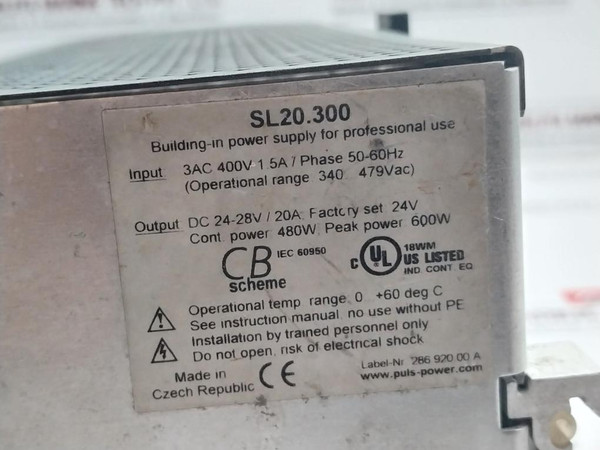 SL20.300
Building-in power supply for professional use
Input 3AC 400V 1.5A / Phase 50-60Hz
(Operational range 340 479Vac)
Output DC 24-28V / 20A, Factory set 24V
Cont. power 480W, Peak power 600W
CB scheme IEC 60950
c UL US LISTED
18WM
IND CONT. EQ
Operational temp range 0 +60 deg C
See instruction manual, no use without PE
Installation by trained personnel only
Do not open, risk of electrical shock
Made in Czech Republic CE
Label-Nr 286 920 00 A
www.puls-power.com